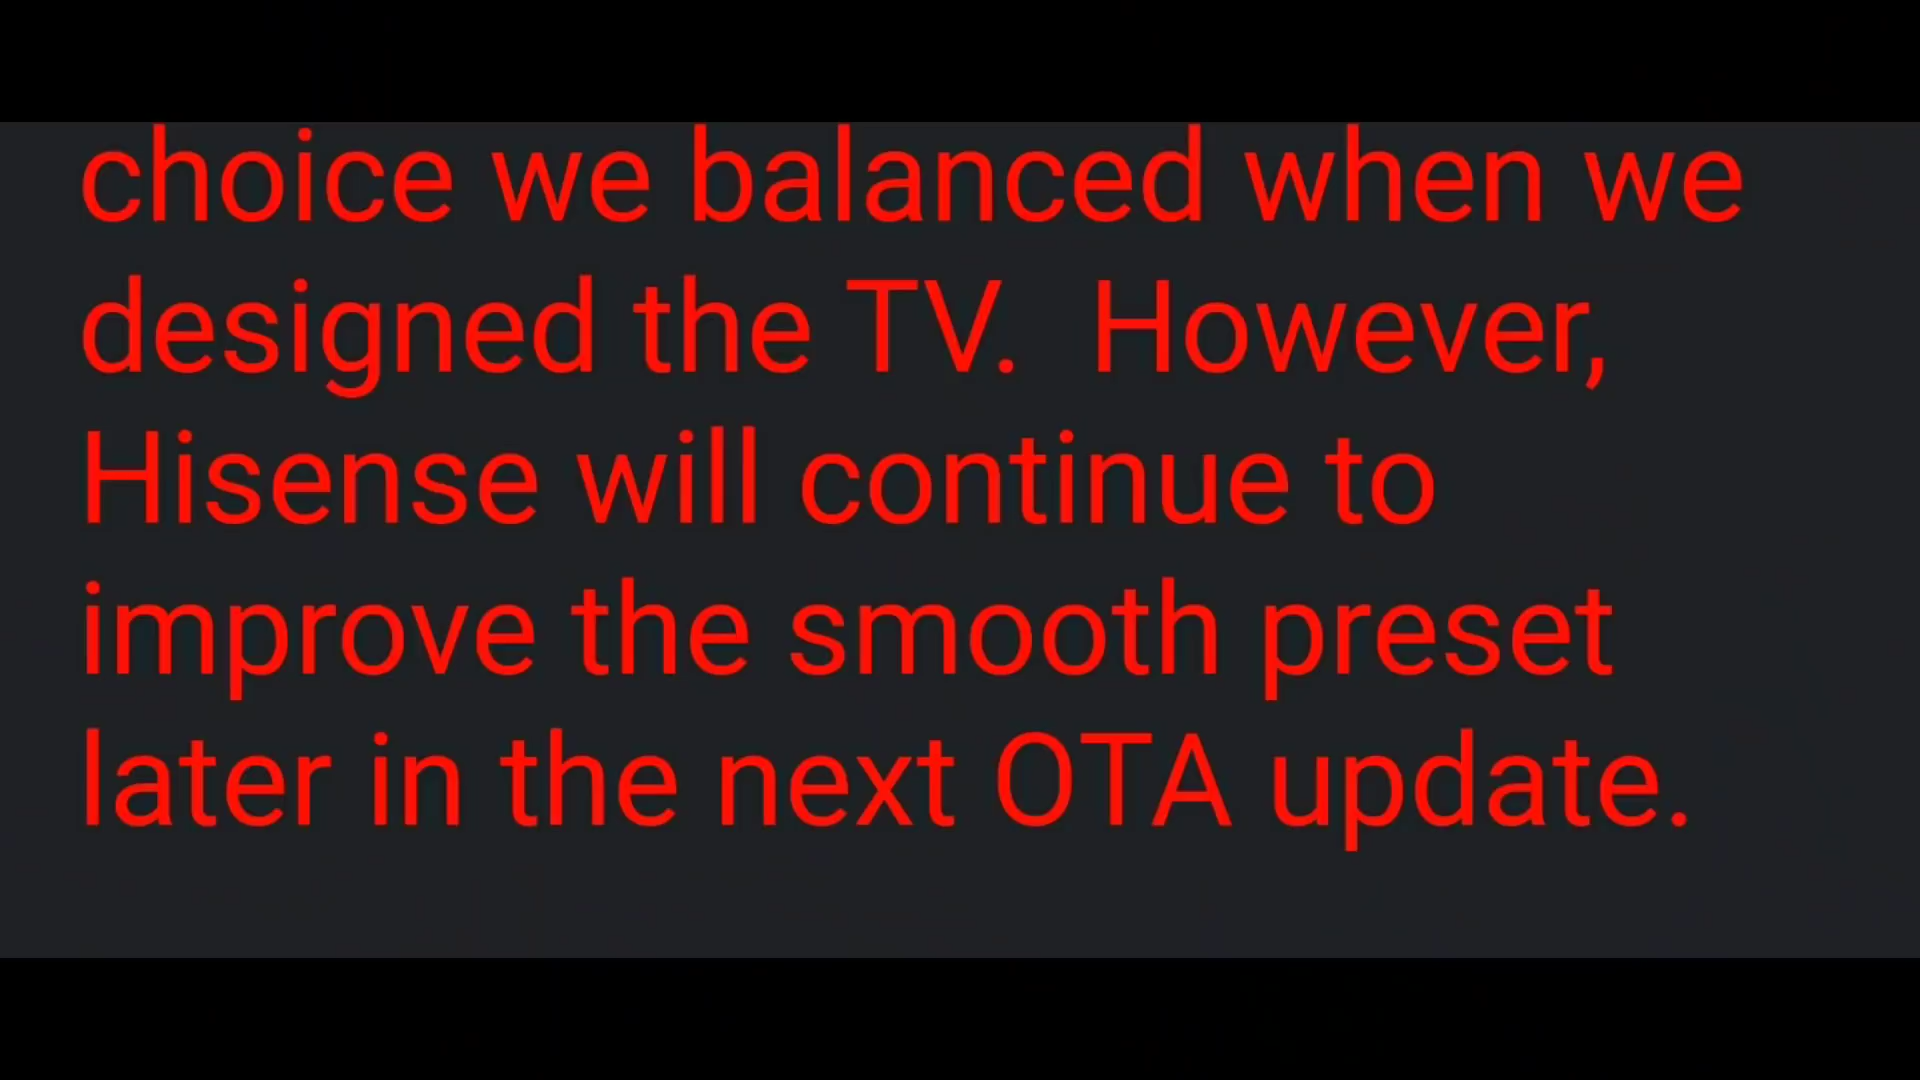 choice we balanced when we
designed the TV.  However,
Hisense will continue to
improve the smooth preset
later in the next OTA update.